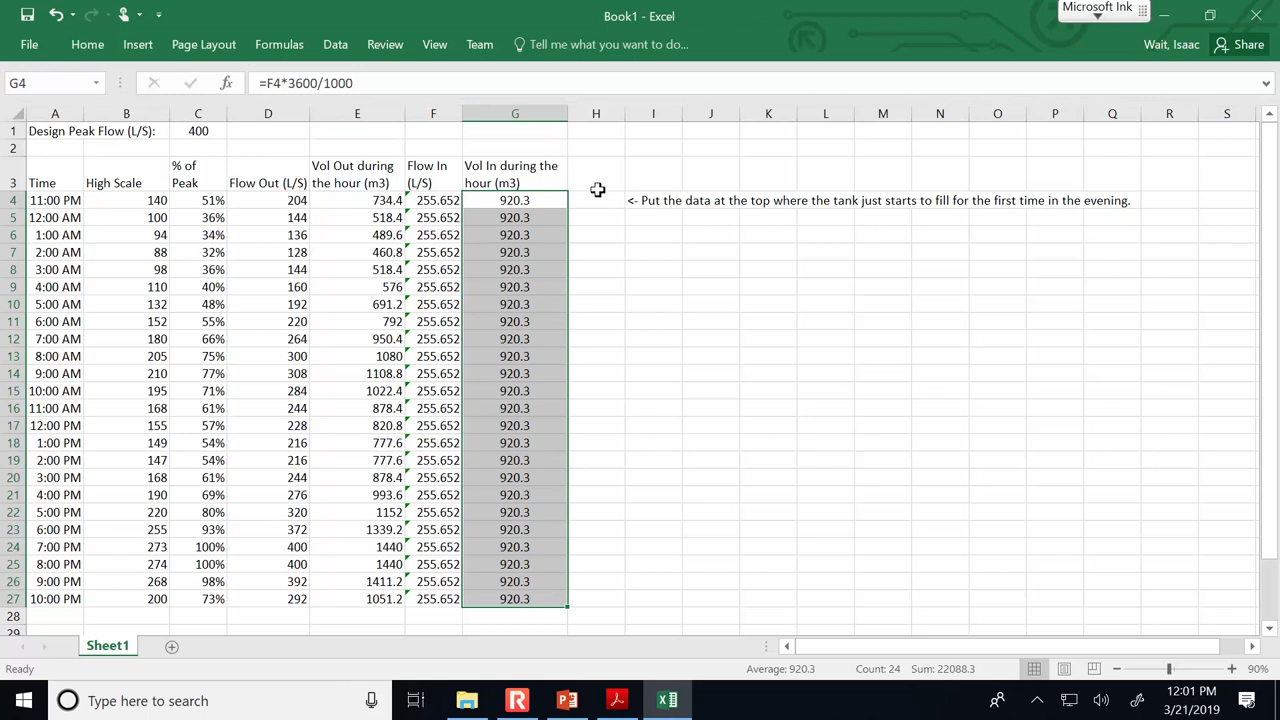 Book1 - Excel
Microsoft Ink
File Home Insert Page Layout Formulas Data Review View Team Tell me what you want to do... Wait, Isaac Share
G4 fx =F4*3600/1000
A B C D E F G H I J K L M N O P Q R S
1 Design Peak Flow (L/S): 400
2
3 Time High Scale % of Peak Flow Out (L/S) Vol Out during the hour (m3) Flow In (L/S) Vol In during the hour (m3)
4 11:00 PM 140 51% 204 734.4 255.652 920.3 <- Put the data at the top where the tank just starts to fill for the first time in the evening.
5 12:00 AM 100 36% 144 518.4 255.652 920.3
6 1:00 AM 94 34% 136 489.6 255.652 920.3
7 2:00 AM 88 32% 128 460.8 255.652 920.3
8 3:00 AM 98 36% 144 518.4 255.652 920.3
9 4:00 AM 110 40% 160 576 255.652 920.3
10 5:00 AM 132 48% 192 691.2 255.652 920.3
11 6:00 AM 152 55% 220 792 255.652 920.3
12 7:00 AM 180 66% 264 950.4 255.652 920.3
13 8:00 AM 205 75% 300 1080 255.652 920.3
14 9:00 AM 210 77% 308 1108.8 255.652 920.3
15 10:00 AM 195 71% 284 1022.4 255.652 920.3
16 11:00 AM 168 61% 244 878.4 255.652 920.3
17 12:00 PM 155 57% 228 820.8 255.652 920.3
18 1:00 PM 149 54% 216 777.6 255.652 920.3
19 2:00 PM 147 54% 216 777.6 255.652 920.3
20 3:00 PM 168 61% 244 878.4 255.652 920.3
21 4:00 PM 190 69% 276 993.6 255.652 920.3
22 5:00 PM 220 80% 320 1152 255.652 920.3
23 6:00 PM 255 93% 372 1339.2 255.652 920.3
24 7:00 PM 273 100% 400 1440 255.652 920.3
25 8:00 PM 274 100% 400 1440 255.652 920.3
26 9:00 PM 268 98% 392 1411.2 255.652 920.3
27 10:00 PM 200 73% 292 1051.2 255.652 920.3
28
29
Sheet1
Ready Average: 920.3 Count: 24 Sum: 22088.3 90%
Type here to search 12:01 PM
3/21/2019